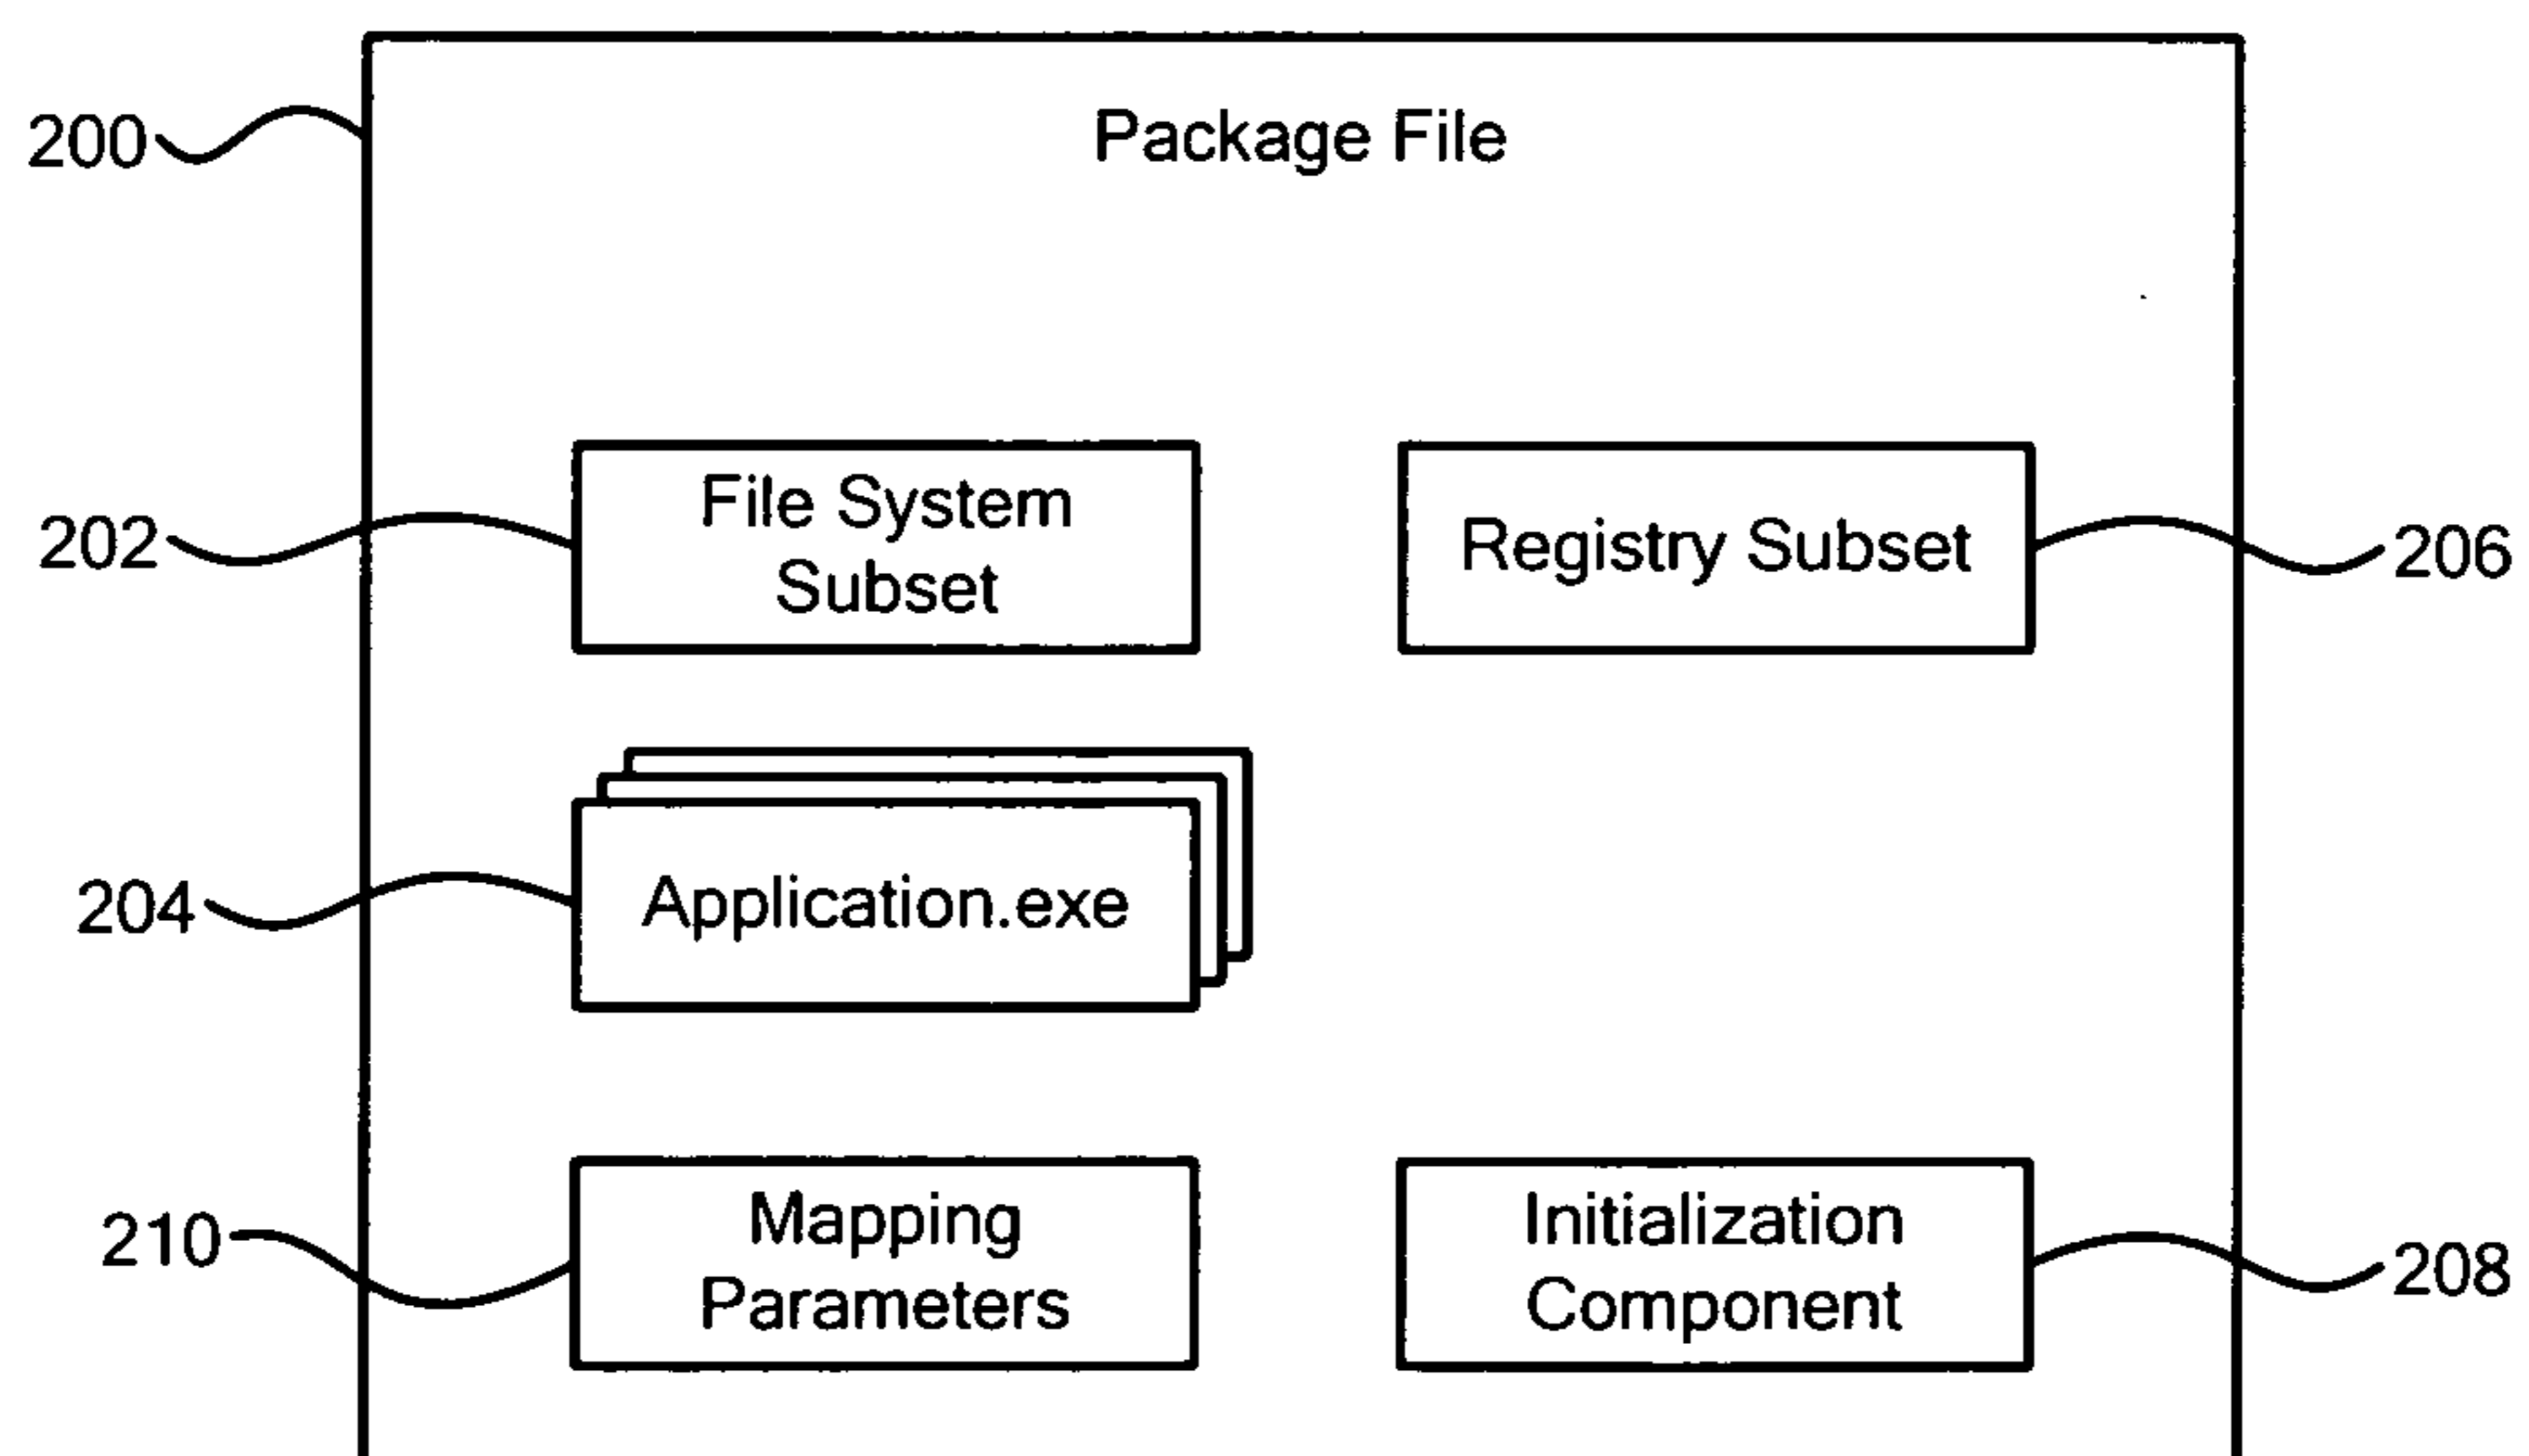 Package File
200
File System
Subset
202
Registry Subset
206
Application.exe
204
Mapping
Parameters
210
Initialization
Component
208